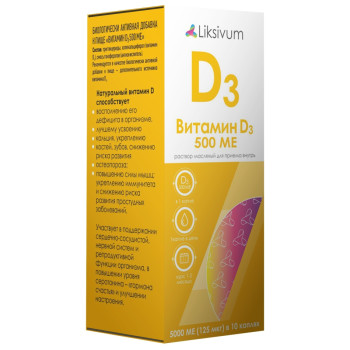 БИОЛОГИЧЕСКИ АКТИВНАЯ ДОБАВКА
К ПИЩЕ «ВИТАМИН D3 500 МЕ»
Натуральный витамин D
способствует
восполнению его
дефицита в организме,
лучшему усвоению
кальция, укреплению
костей, зубов, снижению
риска развития
остеопороза;
повышению силы мышц,
укреплению иммунитета
и снижению риска
развития простудных
заболеваний.
Участвует в поддержании
сердечно-сосудистой,
нервной систем и
репродуктивной
функции организма, в
повышении уровня
серотонина – гормона
счастья и улучшении
настроения.
Liksivum
D3
Витамин D3
500 МЕ
раствор масляный для приема внутрь
5000 МЕ (125 мкг) в 10 каплях